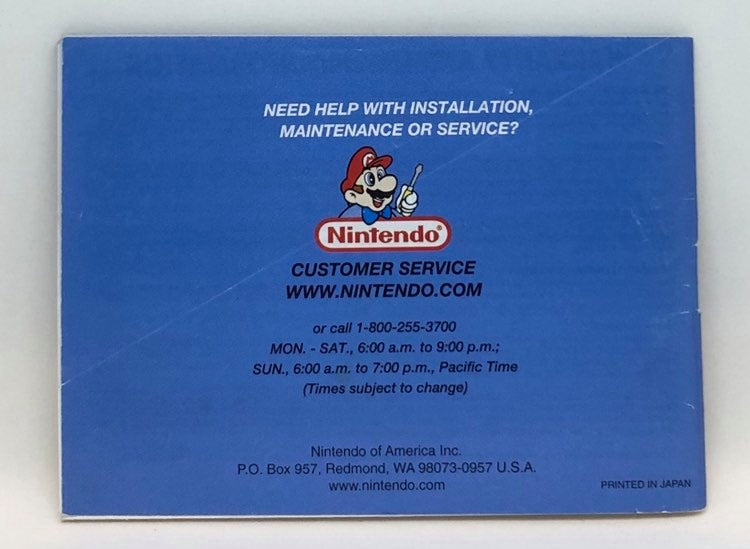 NEED HELP WITH INSTALLATION,
MAINTENANCE OR SERVICE?
M
Nintendo®
CUSTOMER SERVICE
WWW.NINTENDO.COM
or call 1-800-255-3700
MON. - SAT., 6:00 a.m. to 9:00 p.m.;
SUN., 6:00 a.m. to 7:00 p.m., Pacific Time
(Times subject to change)
Nintendo of America Inc.
P.O. Box 957, Redmond, WA 98073-0957 U.S.A.
www.nintendo.com
PRINTED IN JAPAN